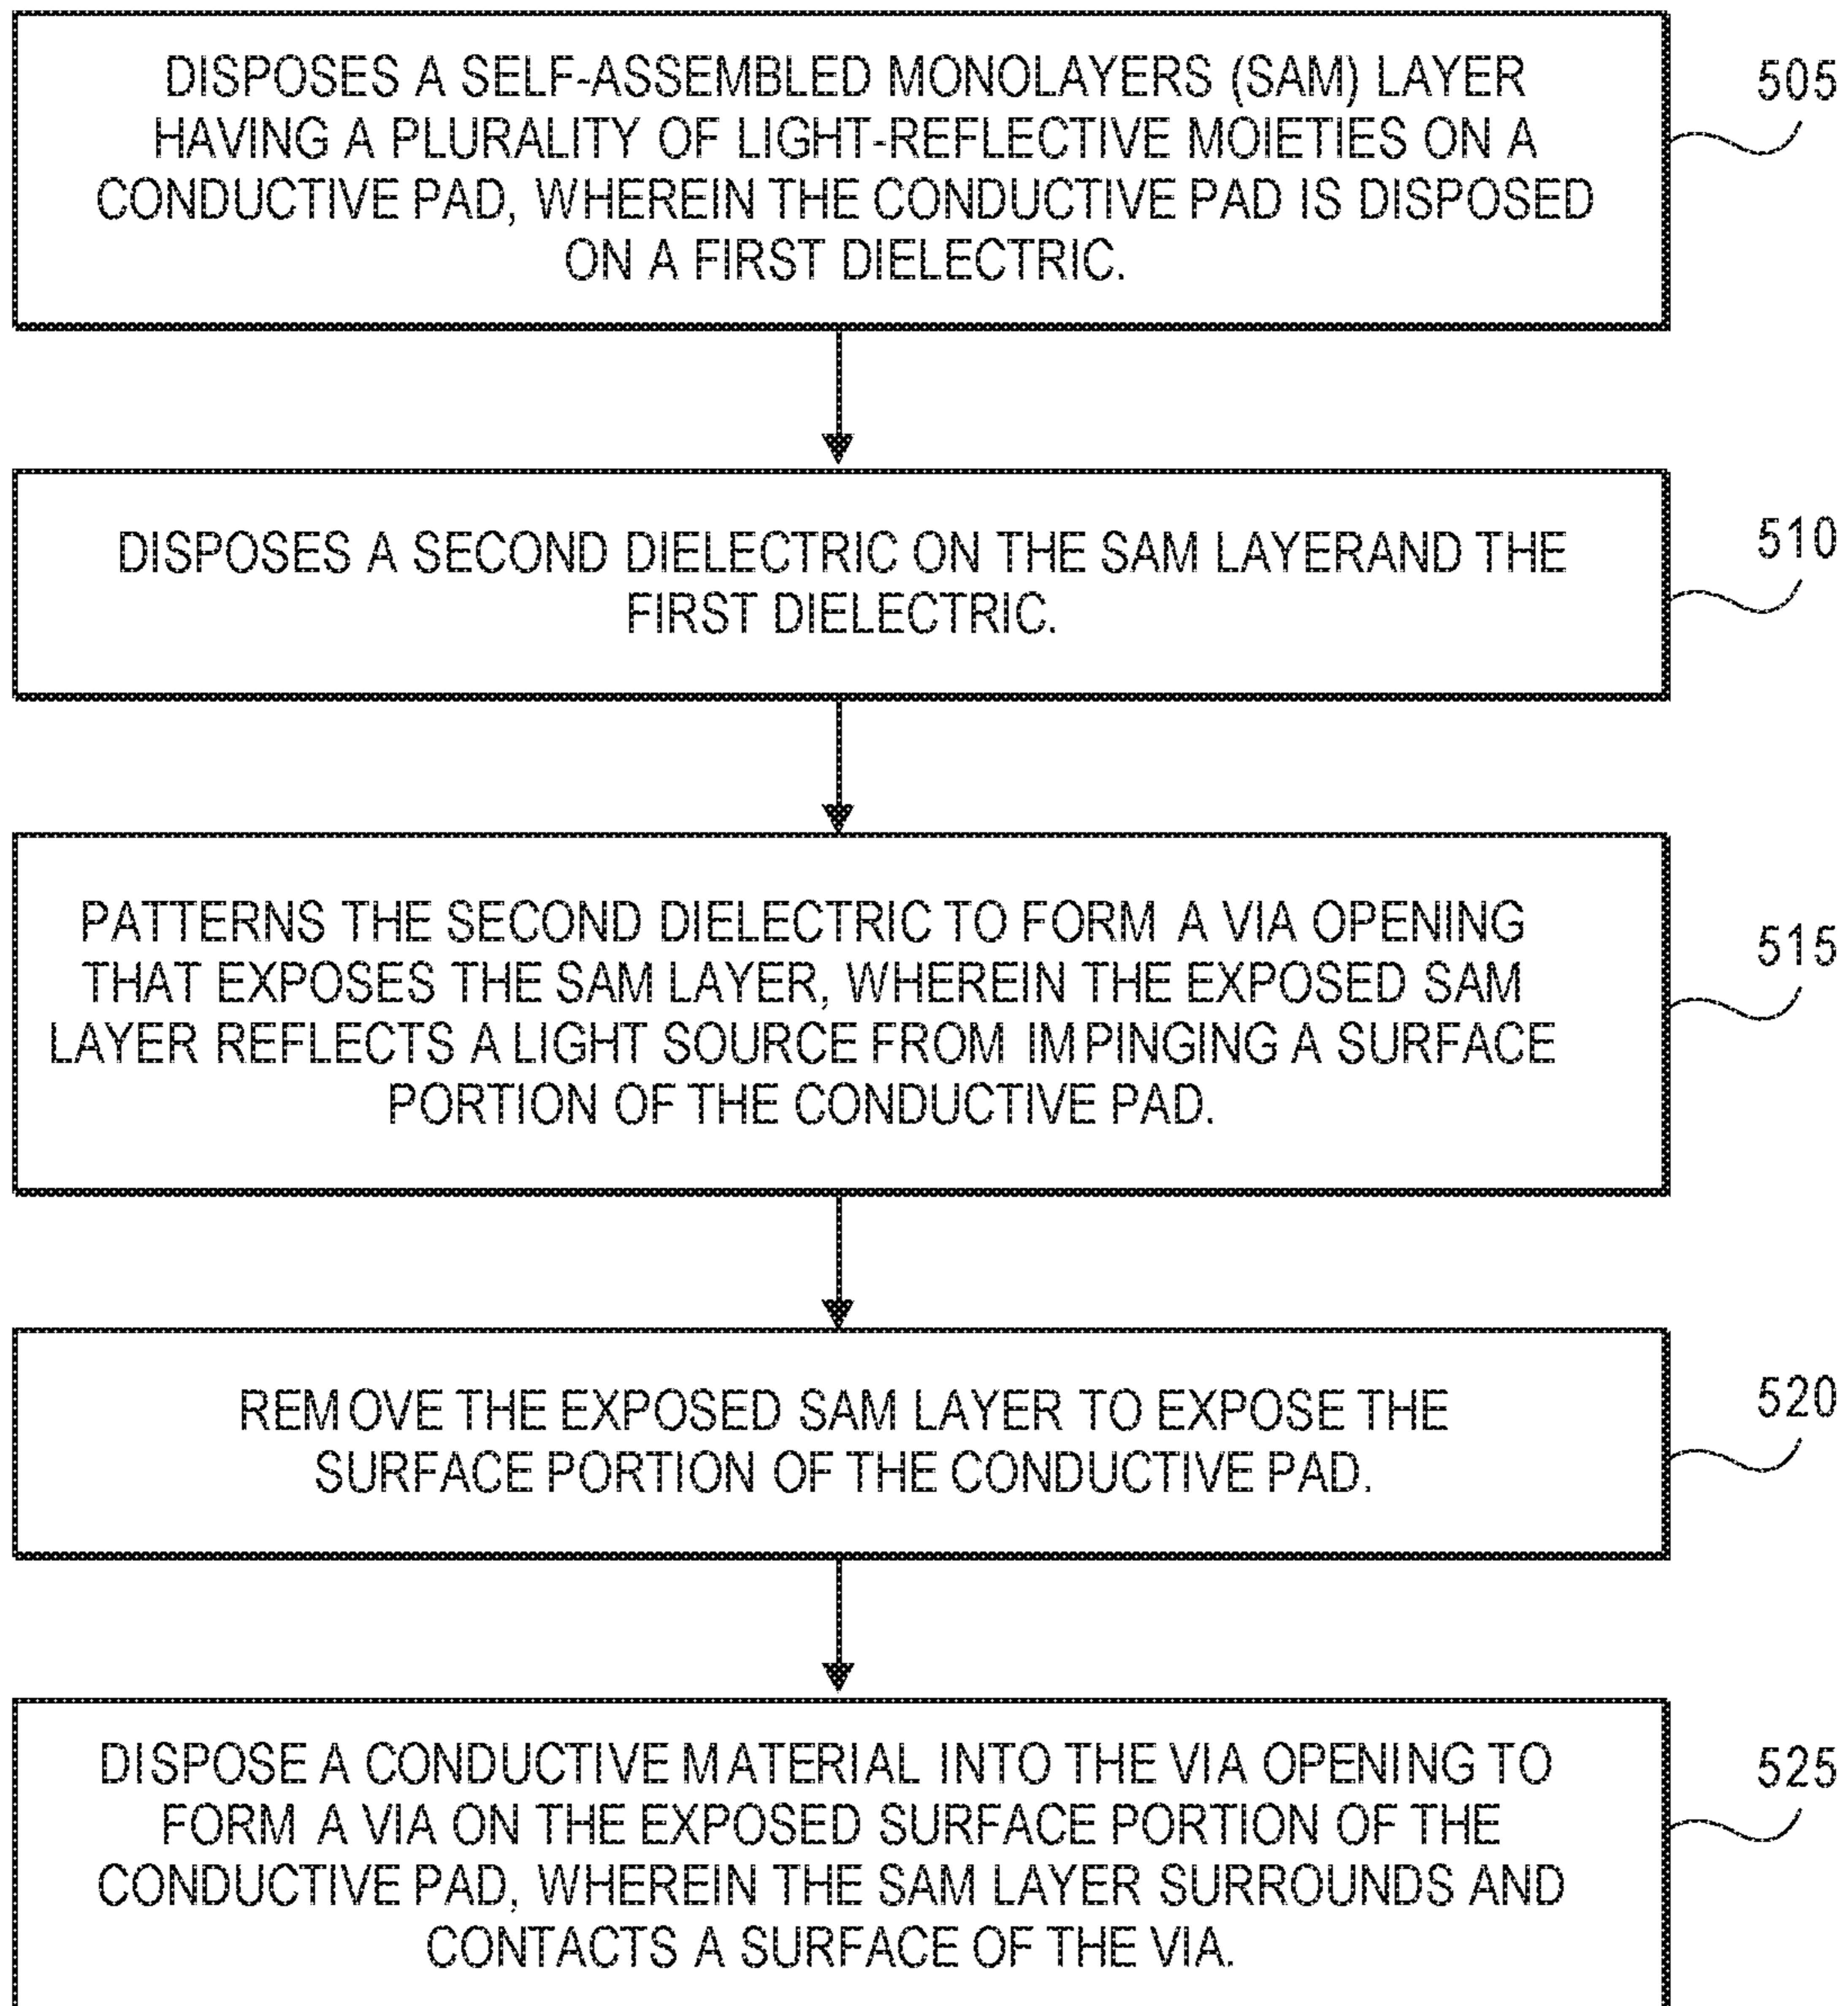 DISPOSES A SELF-ASSEMBLED MONOLAYERS (SAM) LAYER
HAVING A PLURALITY OF LIGHT-REFLECTIVE MOIETIES ON A
CONDUCTIVE PAD, WHEREIN THE CONDUCTIVE PAD IS DISPOSED
ON A FIRST DIELECTRIC.
505
DISPOSES A SECOND DIELECTRIC ON THE SAM LAYERAND THE
FIRST DIELECTRIC.
510
PATTERNS THE SECOND DIELECTRIC TO FORM A VIA OPENING
THAT EXPOSES THE SAM LAYER, WHEREIN THE EXPOSED SAM
LAYER REFLECTS A LIGHT SOURCE FROM IMPINGING A SURFACE
PORTION OF THE CONDUCTIVE PAD.
515
REMOVE THE EXPOSED SAM LAYER TO EXPOSE THE
SURFACE PORTION OF THE CONDUCTIVE PAD.
520
DISPOSE A CONDUCTIVE MATERIAL INTO THE VIA OPENING TO
FORM A VIA ON THE EXPOSED SURFACE PORTION OF THE
CONDUCTIVE PAD, WHEREIN THE SAM LAYER SURROUNDS AND
CONTACTS A SURFACE OF THE VIA.
525